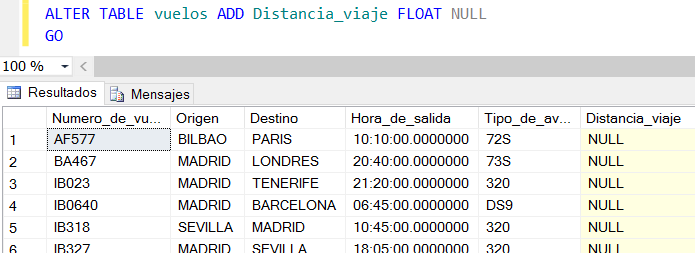 ALTER TABLE vuelos ADD Distancia_viaje FLOAT NULL
GO
100 %
Resultados Mensajes
Numero_de_vu... Origen Destino Hora_de_salida Tipo_de_av... Distancia_viaje
1 AF577 BILBAO PARIS 10:10:00.0000000 72S NULL
2 BA467 MADRID LONDRES 20:40:00.0000000 73S NULL
3 IB023 MADRID TENERIFE 21:20:00.0000000 320 NULL
4 IB0640 MADRID BARCELONA 06:45:00.0000000 DS9 NULL
5 IB318 SEVILLA MADRID 10:45:00.0000000 320 NULL
6 IB327 MADRID SEVILLA 18:05:00.0000000 320 NULL